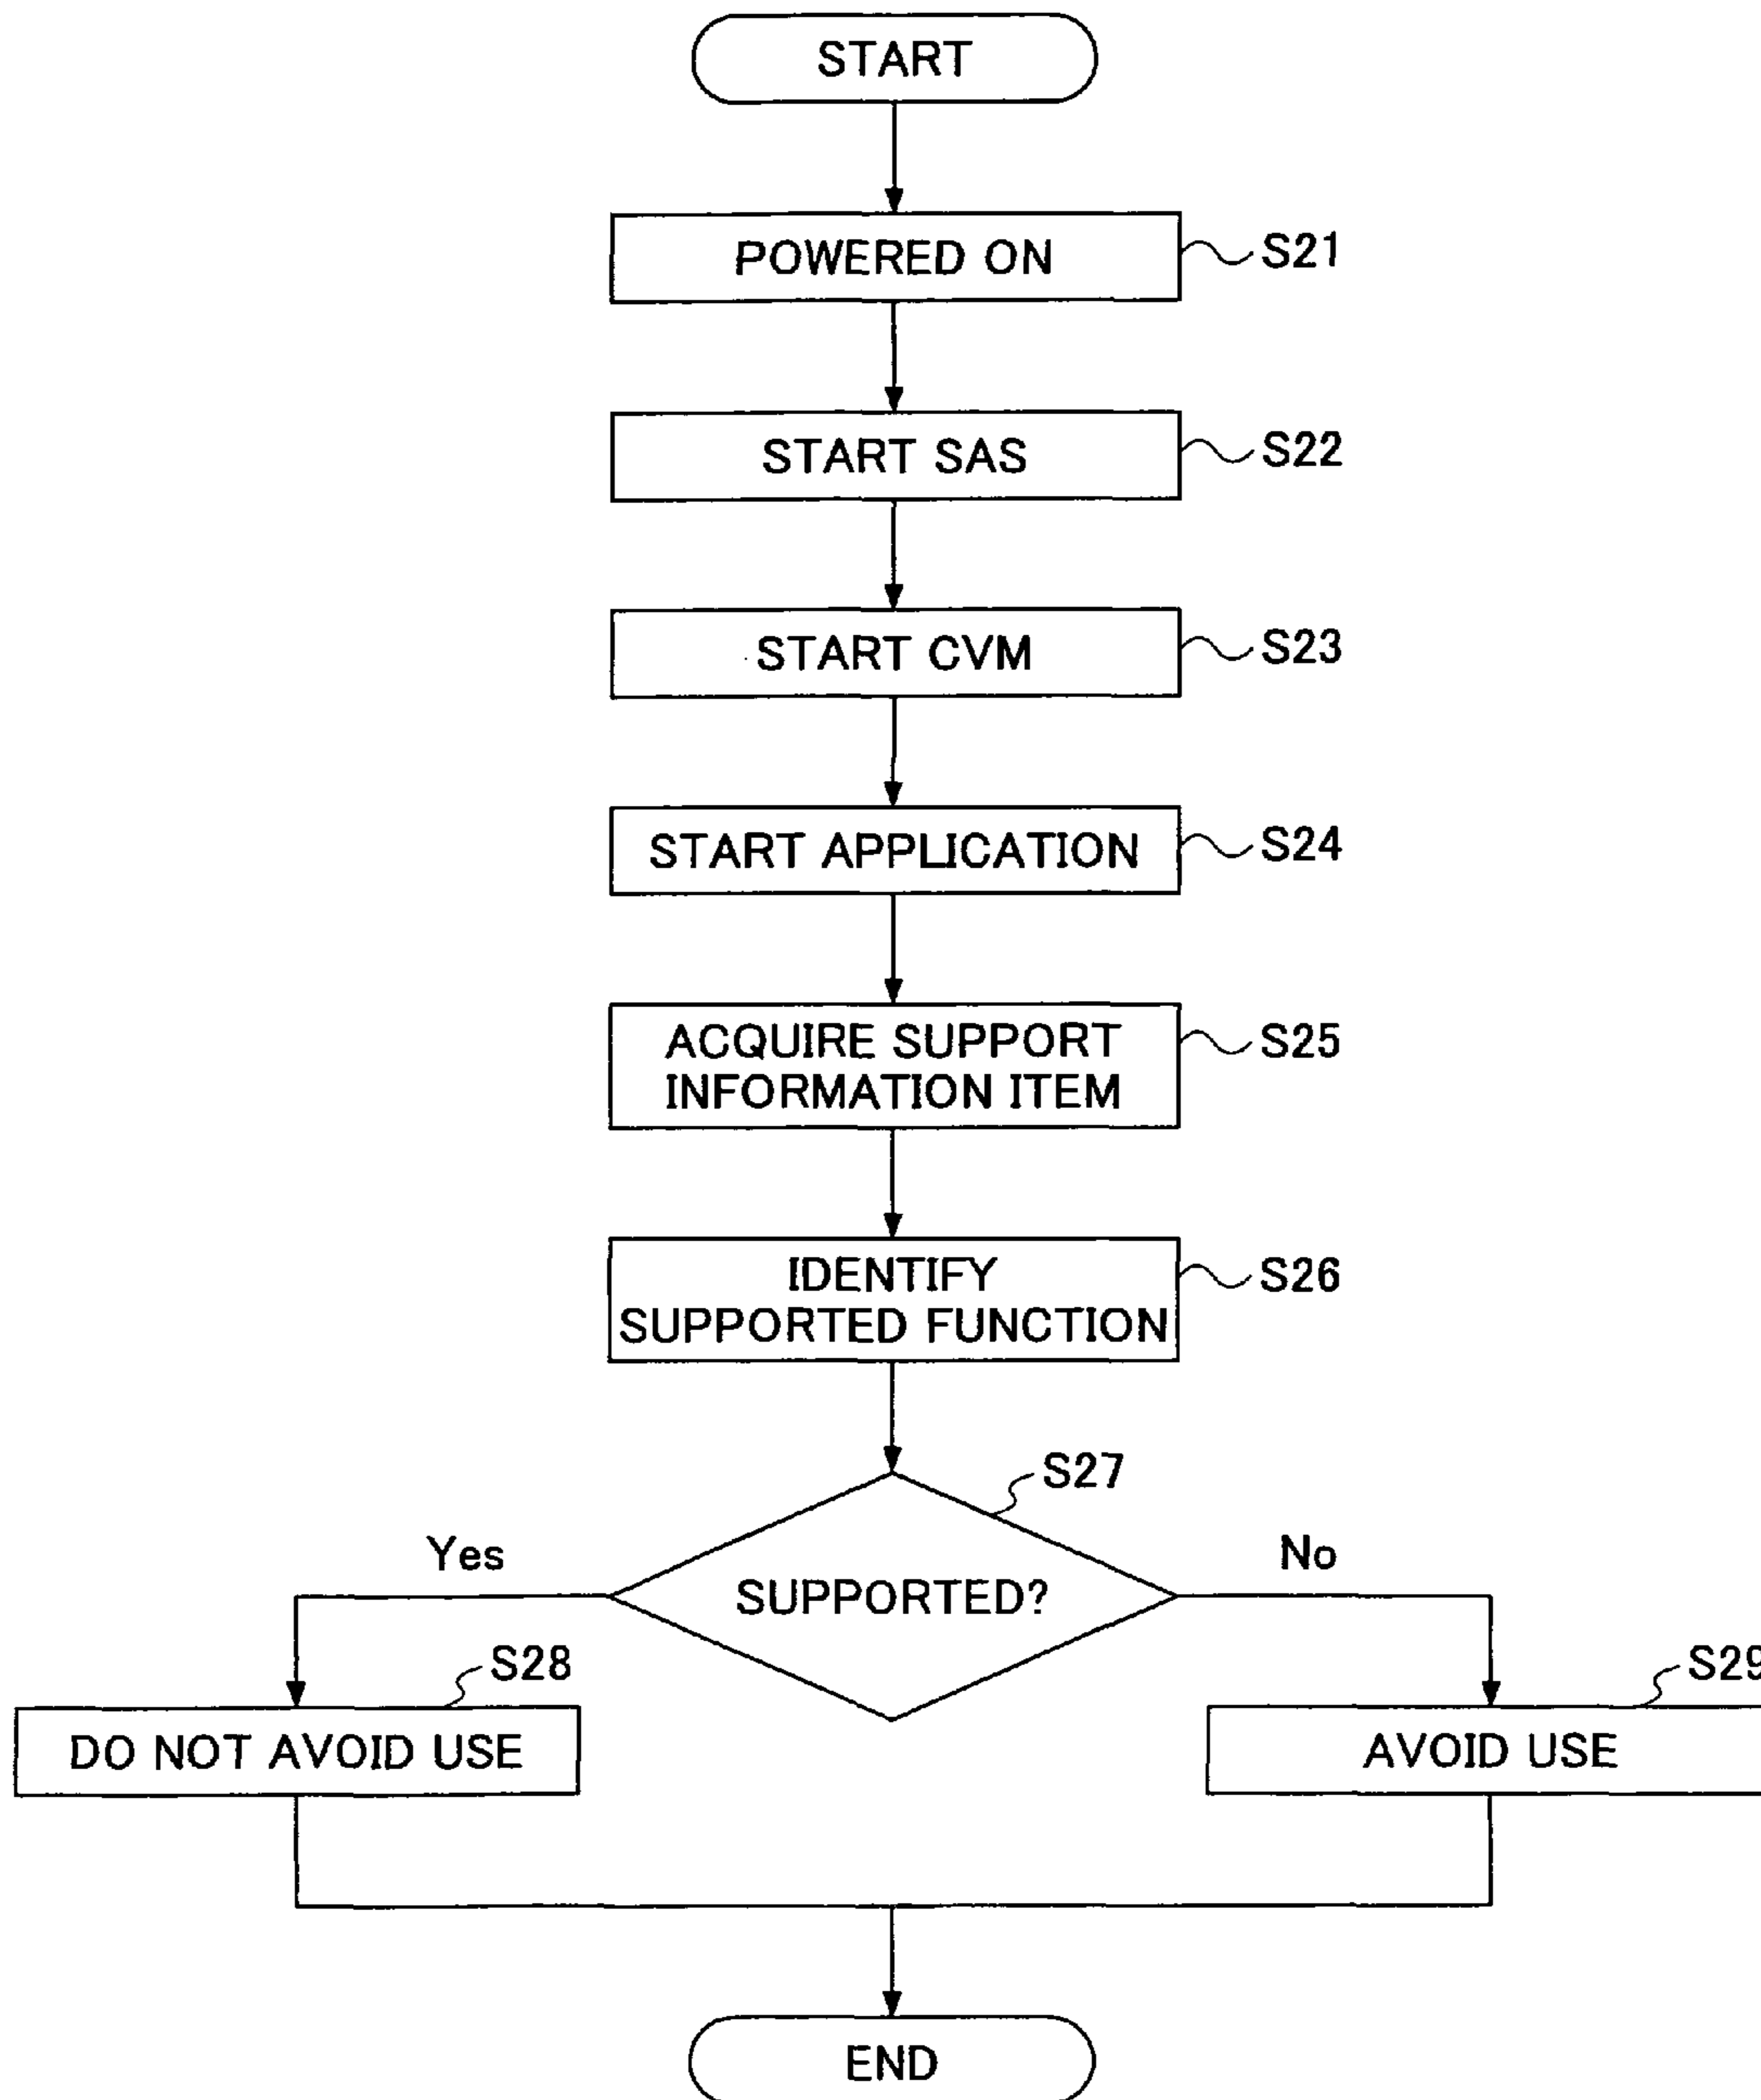 START
POWERED ON
S21
START SAS
S22
START CVM
S23
START APPLICATION
S24
ACQUIRE SUPPORT
INFORMATION ITEM
S25
IDENTIFY
SUPPORTED FUNCTION
S26
S27
Yes
No
SUPPORTED?
S28
S29
DO NOT AVOID USE
AVOID USE
END